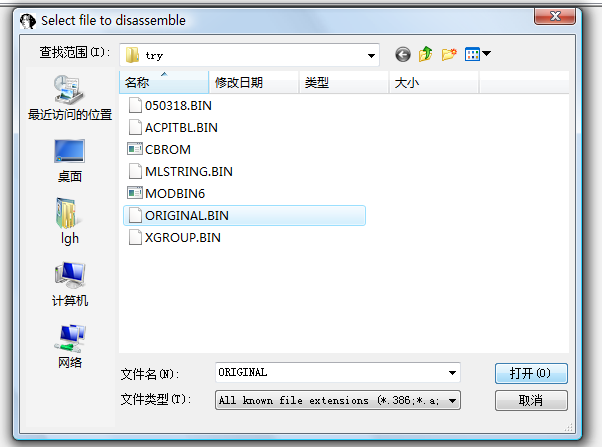 Select file to disassemble
查找范围(I):
try
名称 修改日期 类型 大小
最近访问的位置
桌面
lgh
计算机
网络
050318.BIN
ACPITBL.BIN
CBROM
MLSTRING.BIN
MODBIN6
ORIGINAL.BIN
XGROUP.BIN
文件名(N): ORIGINAL 打开(O)
文件类型(T): All known file extensions (*.386;*.a; 取消